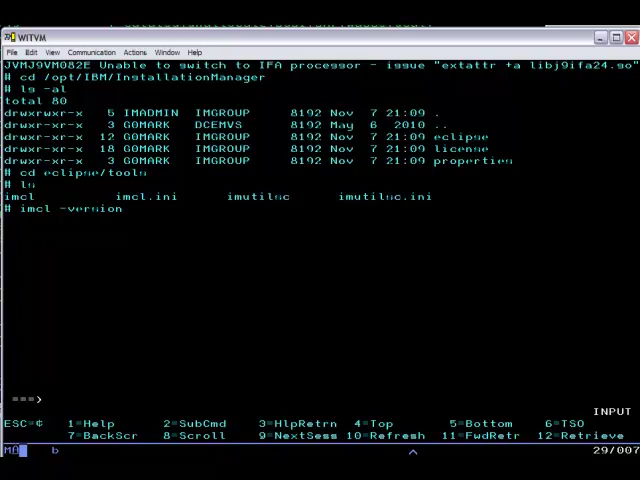 WITVM
File Edit View Communication Actions Window Help
JVMJ9VM082E Unable to switch to IFA processor - issue "extattr +a libj9ifa24.so"
# cd /opt/IBM/InstallationManager
# ls -al
total 80
drwxrwxr-x 5 IMADMIN IMGROUP 8192 Nov 7 21:09 .
drwxr-xr-x 3 GOMARK DCEMVS 8192 May 6 2010 ..
drwxr-xr-x 12 GOMARK IMGROUP 8192 Nov 7 21:09 eclipse
drwxr-xr-x 18 GOMARK IMGROUP 8192 Nov 7 21:09 license
drwxr-xr-x 3 GOMARK IMGROUP 8192 Nov 7 21:09 properties
# cd eclipse/tools
# ls
imcl imcl.ini imutilsc imutilsc.ini
# imcl -version
===>
INPUT
ESC=¢ 1=Help 2=SubCmd 3=HlpRetrn 4=Top 5=Bottom 6=TSO
7=BackScr 8=Scroll 9=NextSess 10=Refresh 11=FwdRetr 12=Retrieve
MA b 29/007